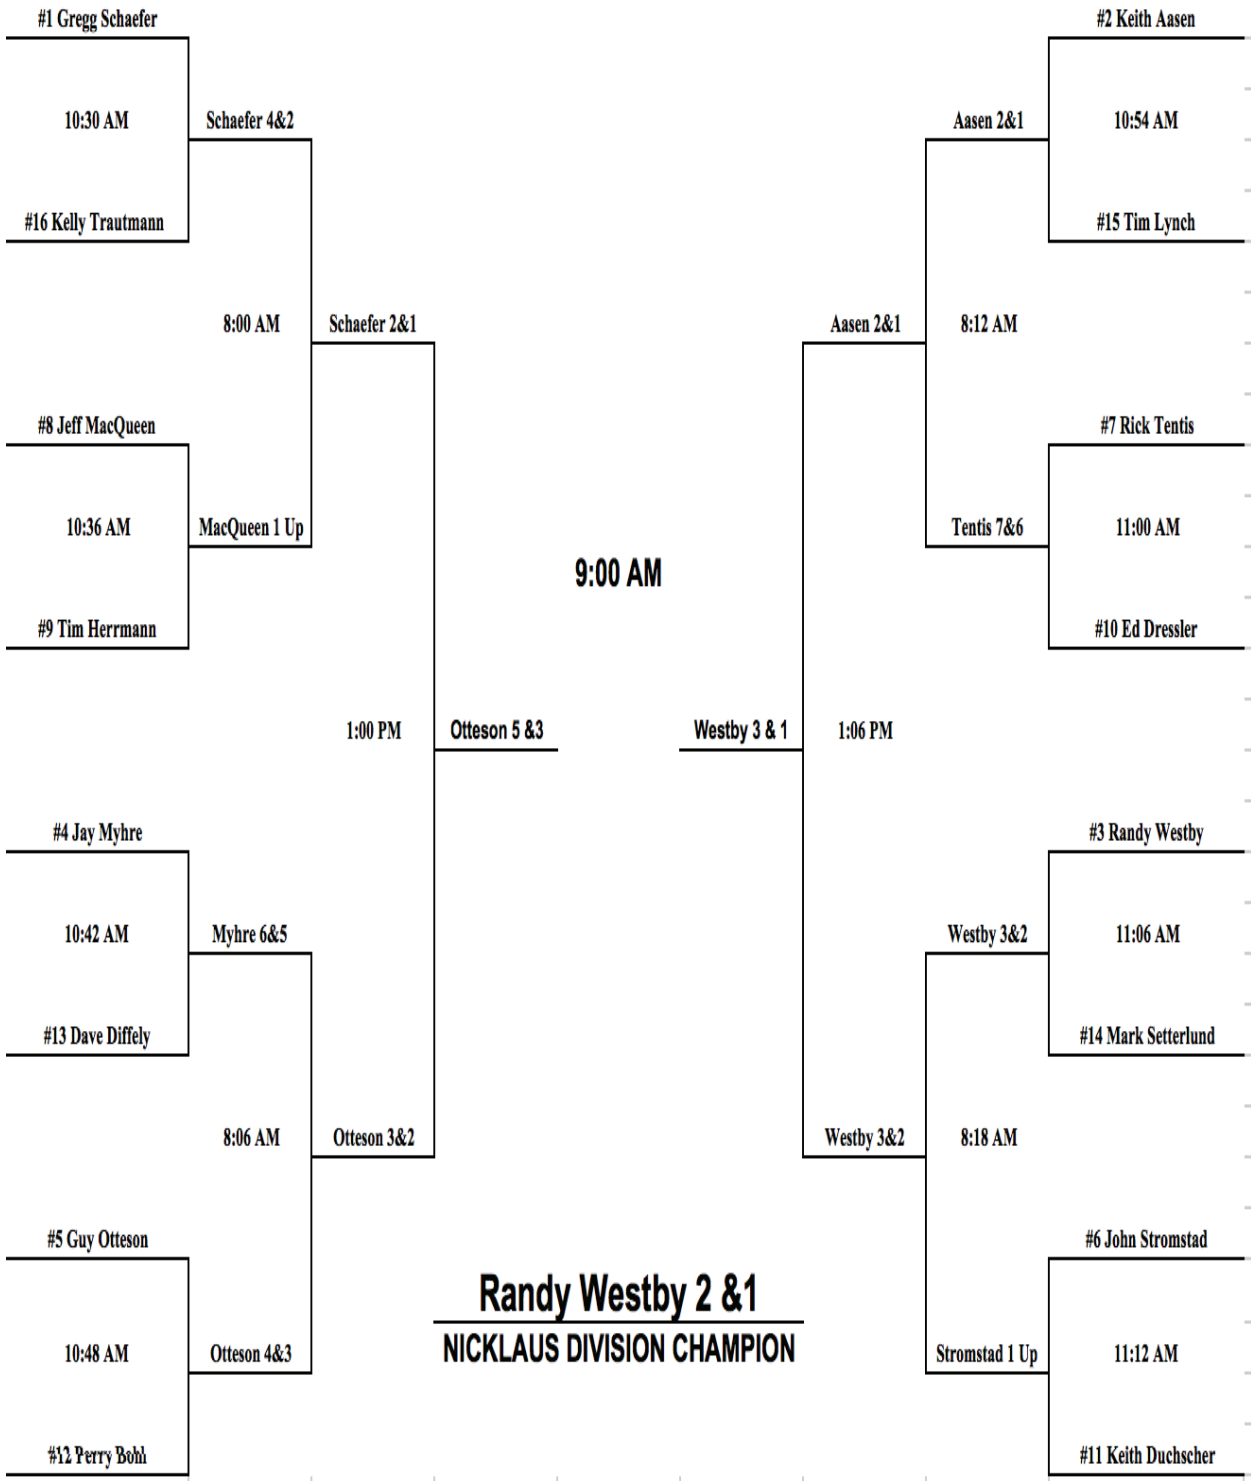 #1 Gregg Schaefer
#2 Keith Aasen
10:30 AM
Schaefer 4&2
Aasen 2&1
10:54 AM
#16 Kelly Trautmann
#15 Tim Lynch
8:00 AM
Schaefer 2&1
Aasen 2&1
8:12 AM
#8 Jeff MacQueen
#7 Rick Tentis
10:36 AM
MacQueen 1 Up
Tentis 7&6
11:00 AM
9:00 AM
#9 Tim Herrmann
#10 Ed Dressler
1:00 PM
Otteson 5 &3
Westby 3 & 1
1:06 PM
#4 Jay Myhre
#3 Randy Westby
10:42 AM
Myhre 6&5
Westby 3&2
11:06 AM
#13 Dave Diffely
#14 Mark Setterlund
8:06 AM
Otteson 3&2
Westby 3&2
8:18 AM
#5 Guy Otteson
#6 John Stromstad
Randy Westby 2 &1
NICKLAUS DIVISION CHAMPION
10:48 AM
Otteson 4&3
Stromstad 1 Up
11:12 AM
#12 Perry Bohl
#11 Keith Duchscher